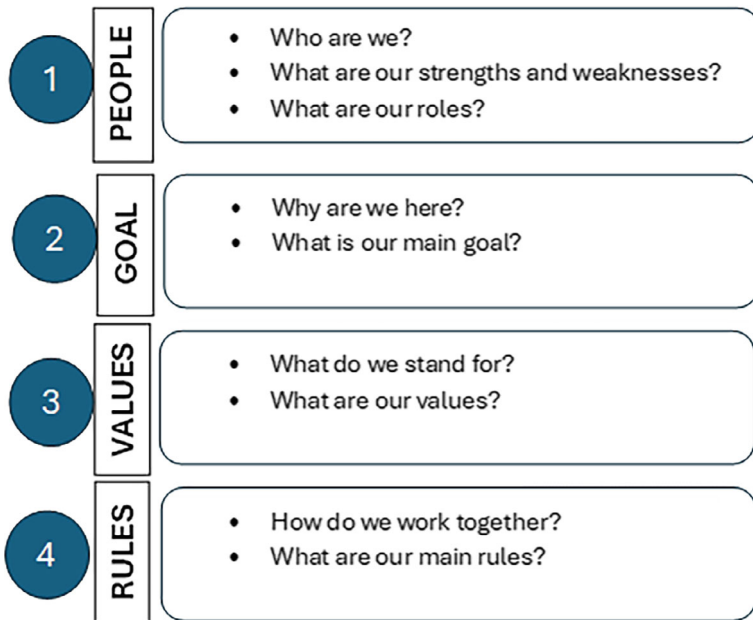 1
PEOPLE
• Who are we?
• What are our strengths and weaknesses?
• What are our roles?
2
GOAL
• Why are we here?
• What is our main goal?
3
VALUES
• What do we stand for?
• What are our values?
4
RULES
• How do we work together?
• What are our main rules?